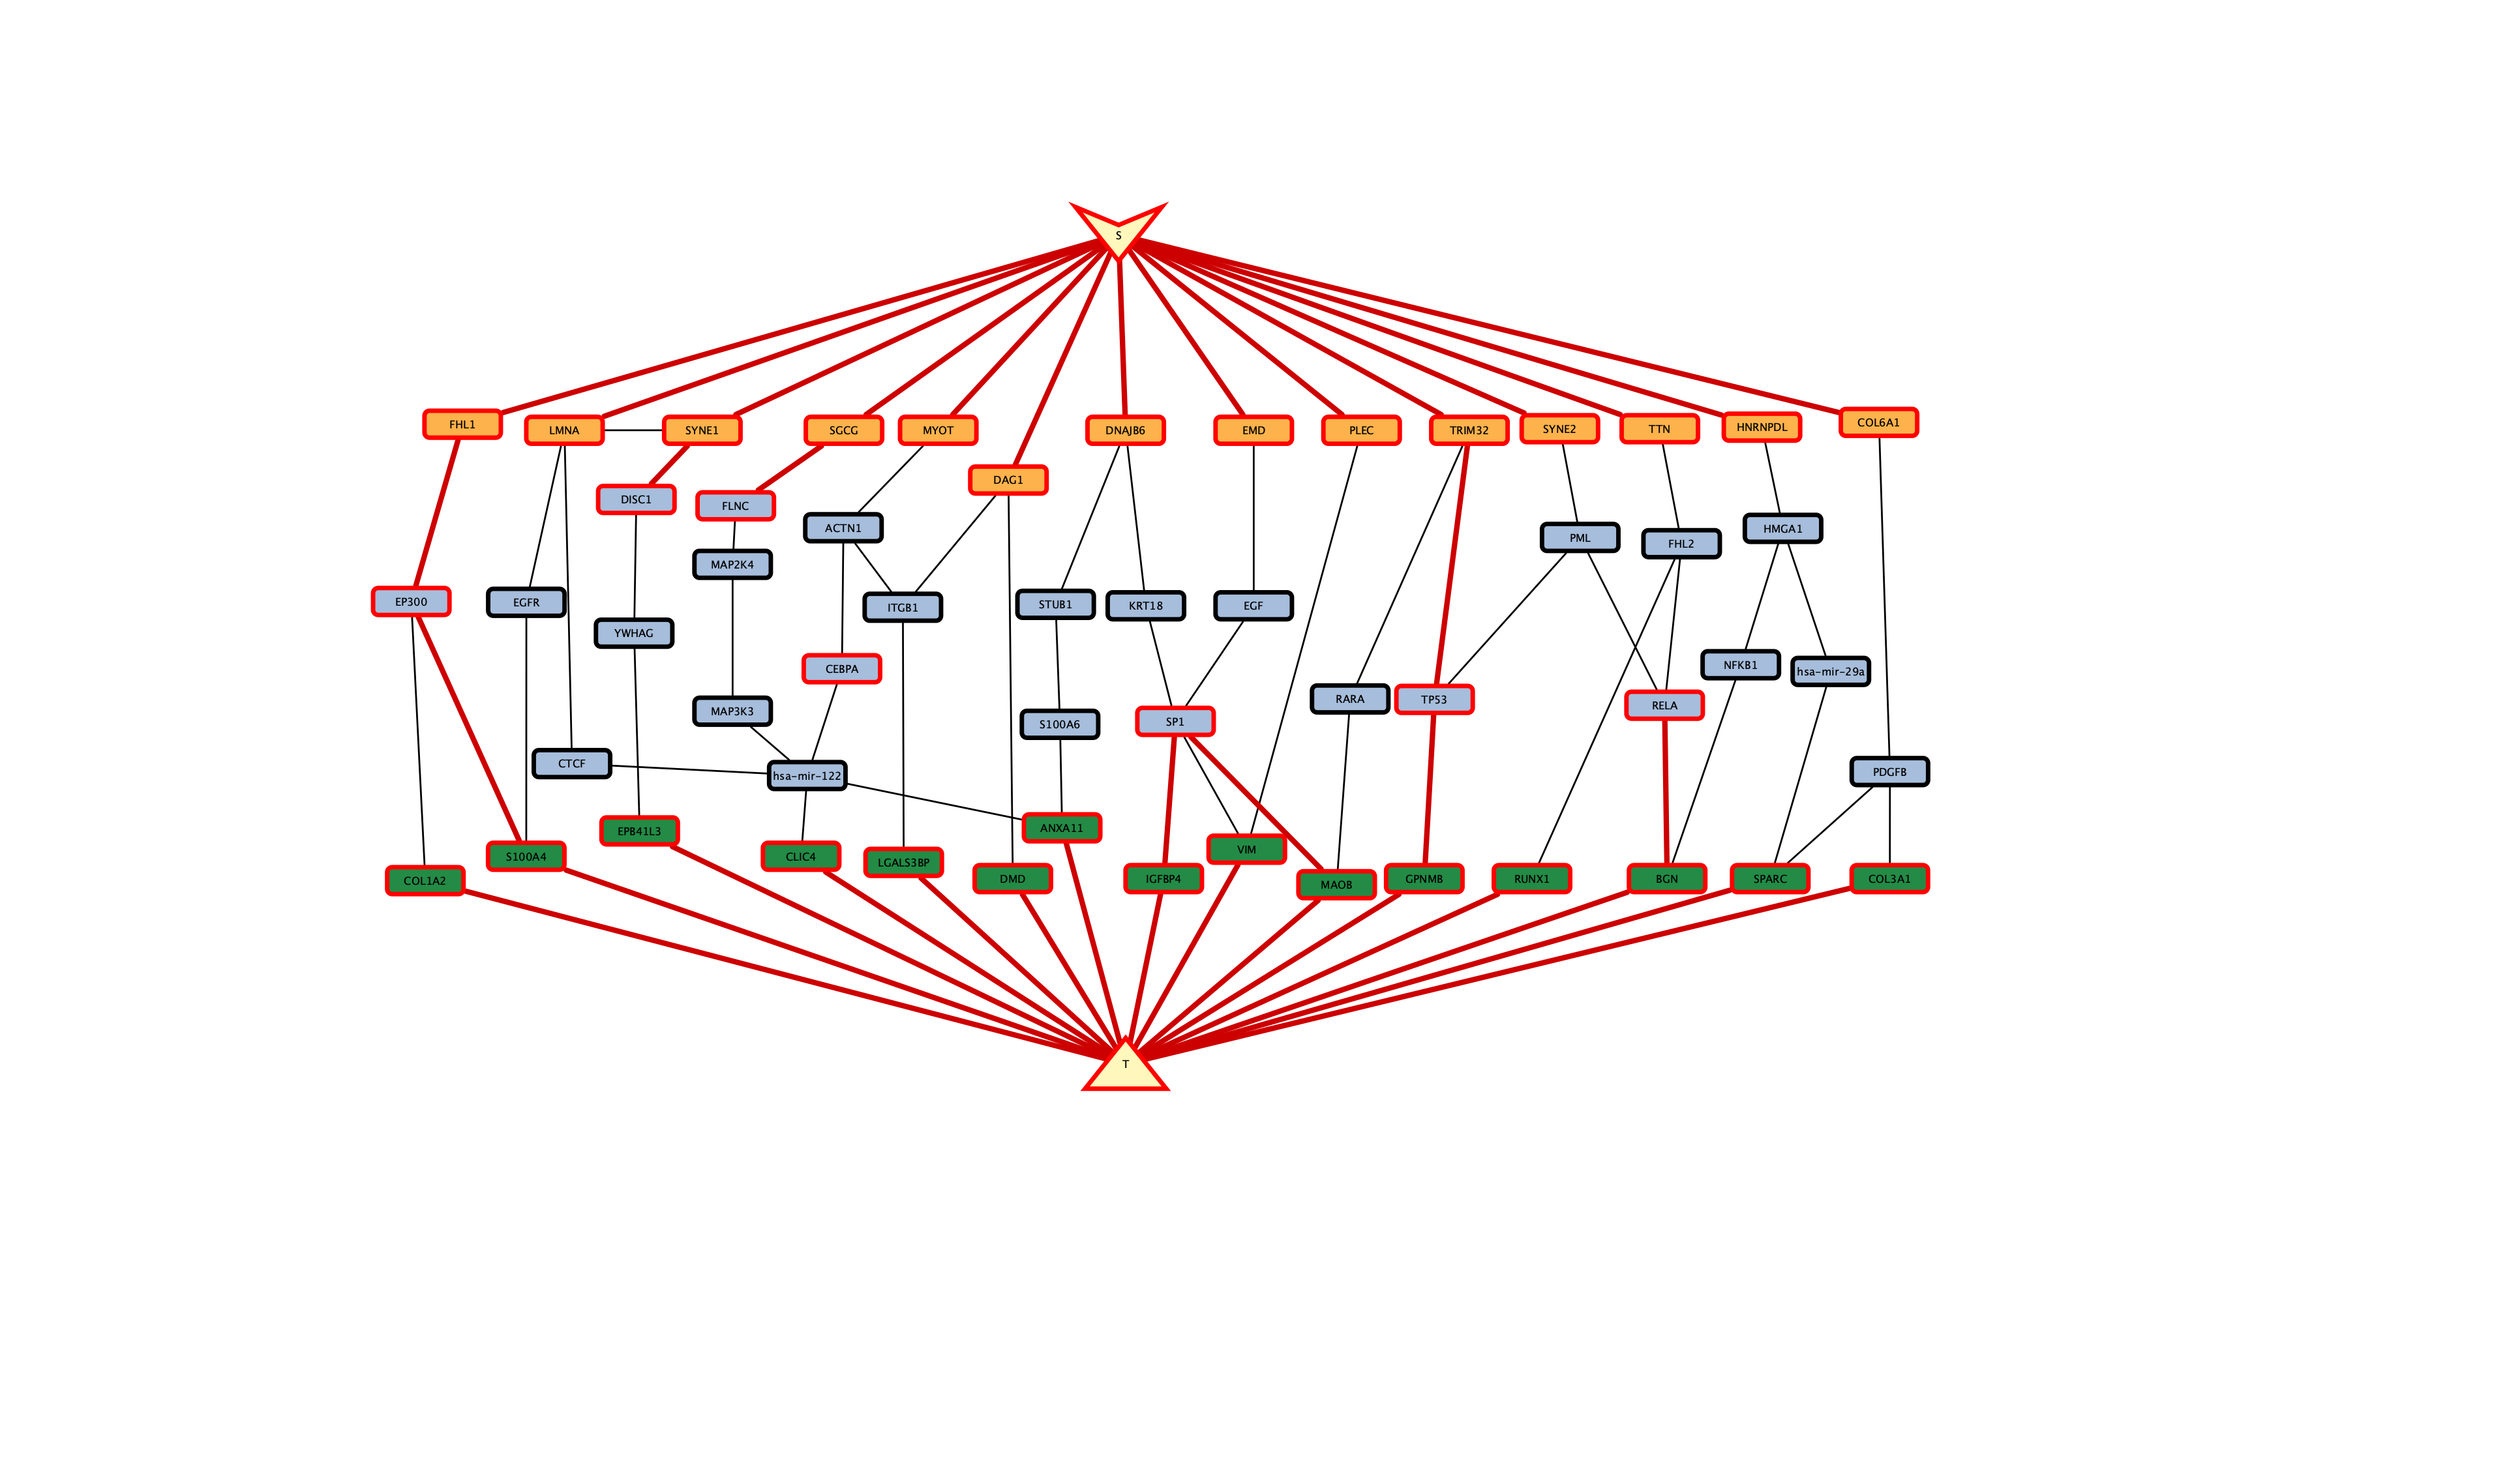 S
FHL1
LMNA
SYNE1
SGCG
MYOT
DNAJB6
EMD
PLEC
TRIM32
SYNE2
TTN
HNRNPDL
COL6A1
DAG1
DISC1
FLNC
ACTN1
PML
FHL2
HMGA1
MAP2K4
EP300
EGFR
ITGB1
STUB1
KRT18
EGF
YWHAG
CEBPA
NFKB1
hsa-mir-29a
MAP3K3
S100A6
SP1
RARA
TP53
RELA
CTCF
hsa-mir-122
PDGFB
EPB41L3
ANXA11
S100A4
CLIC4
LGALS3BP
VIM
COL1A2
DMD
IGFBP4
MAOB
GPNMB
RUNX1
BGN
SPARC
COL3A1
T